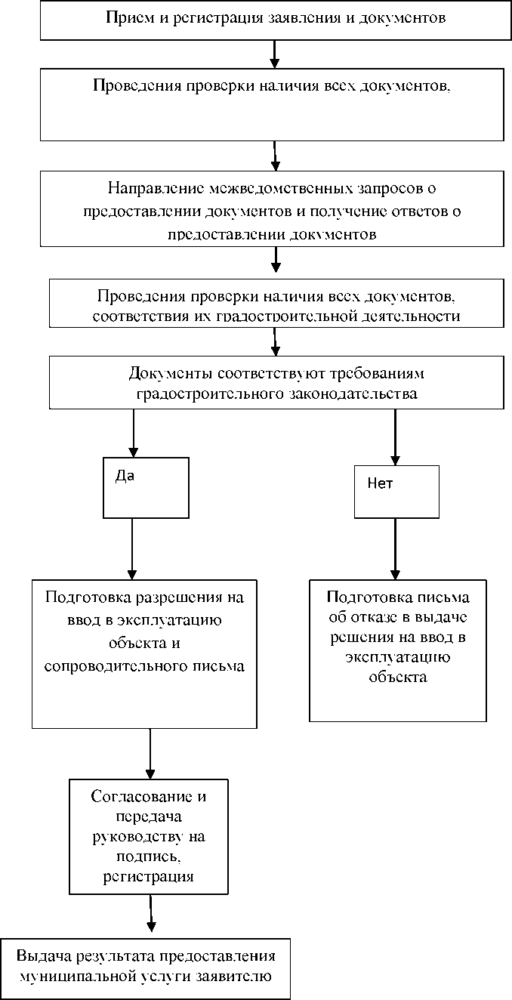 Прием и регистрация заявления и документов
Проведения проверки наличия всех документов,
Направление межведомственных запросов о
предоставлении документов и получение ответов о
предоставлении документов
Проведения проверки наличия всех документов,
соответствия их градостроительной деятельности
Документы соответствуют требованиям
градостроительного законодательства
Да
Нет
Подготовка разрешения на
ввод в эксплуатацию
объекта и
сопроводительного письма
Подготовка письма
об отказе в выдаче
решения на ввод в
эксплуатацию
объекта
Согласование и
передача
руководству на
подпись,
регистрация
Выдача результата предоставления
муниципальной услуги заявителю